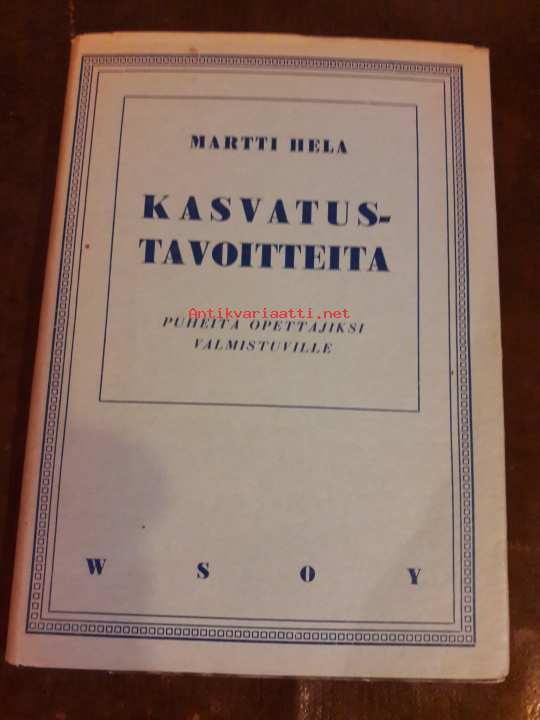 MARTTI HELA
KASVATUS-
TAVOITTEITA
Antikvariaatti.net
PUHEITA OPETTAJIKSI
VALMISTUVILLE
W S O Y